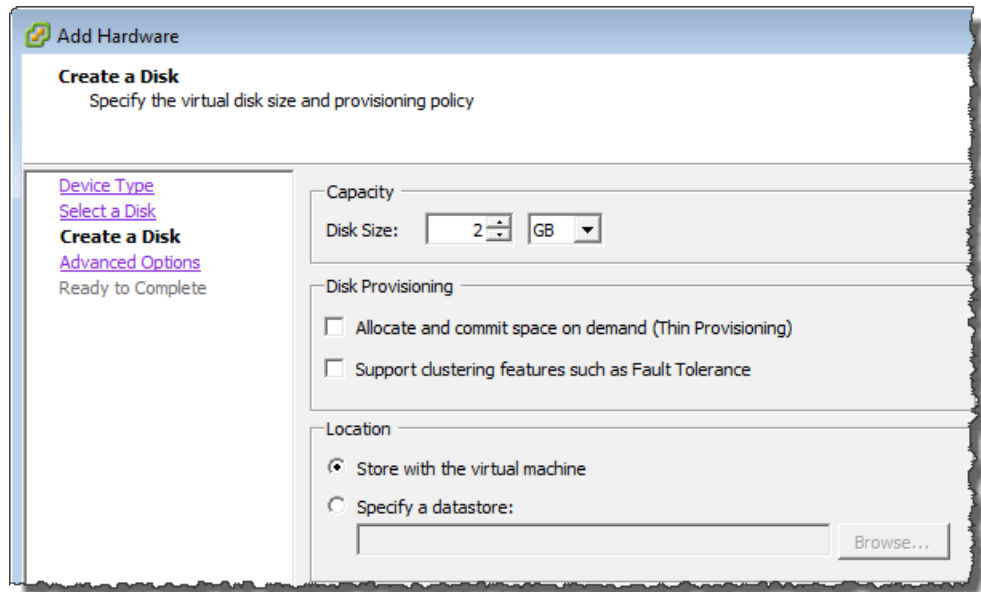 Add Hardware
Create a Disk
Specify the virtual disk size and provisioning policy
Device Type
Select a Disk
Create a Disk
Advanced Options
Ready to Complete
Capacity
Disk Size: 2 GB
Disk Provisioning
Allocate and commit space on demand (Thin Provisioning)
Support clustering features such as Fault Tolerance
Location
Store with the virtual machine
Specify a datastore:
Browse...